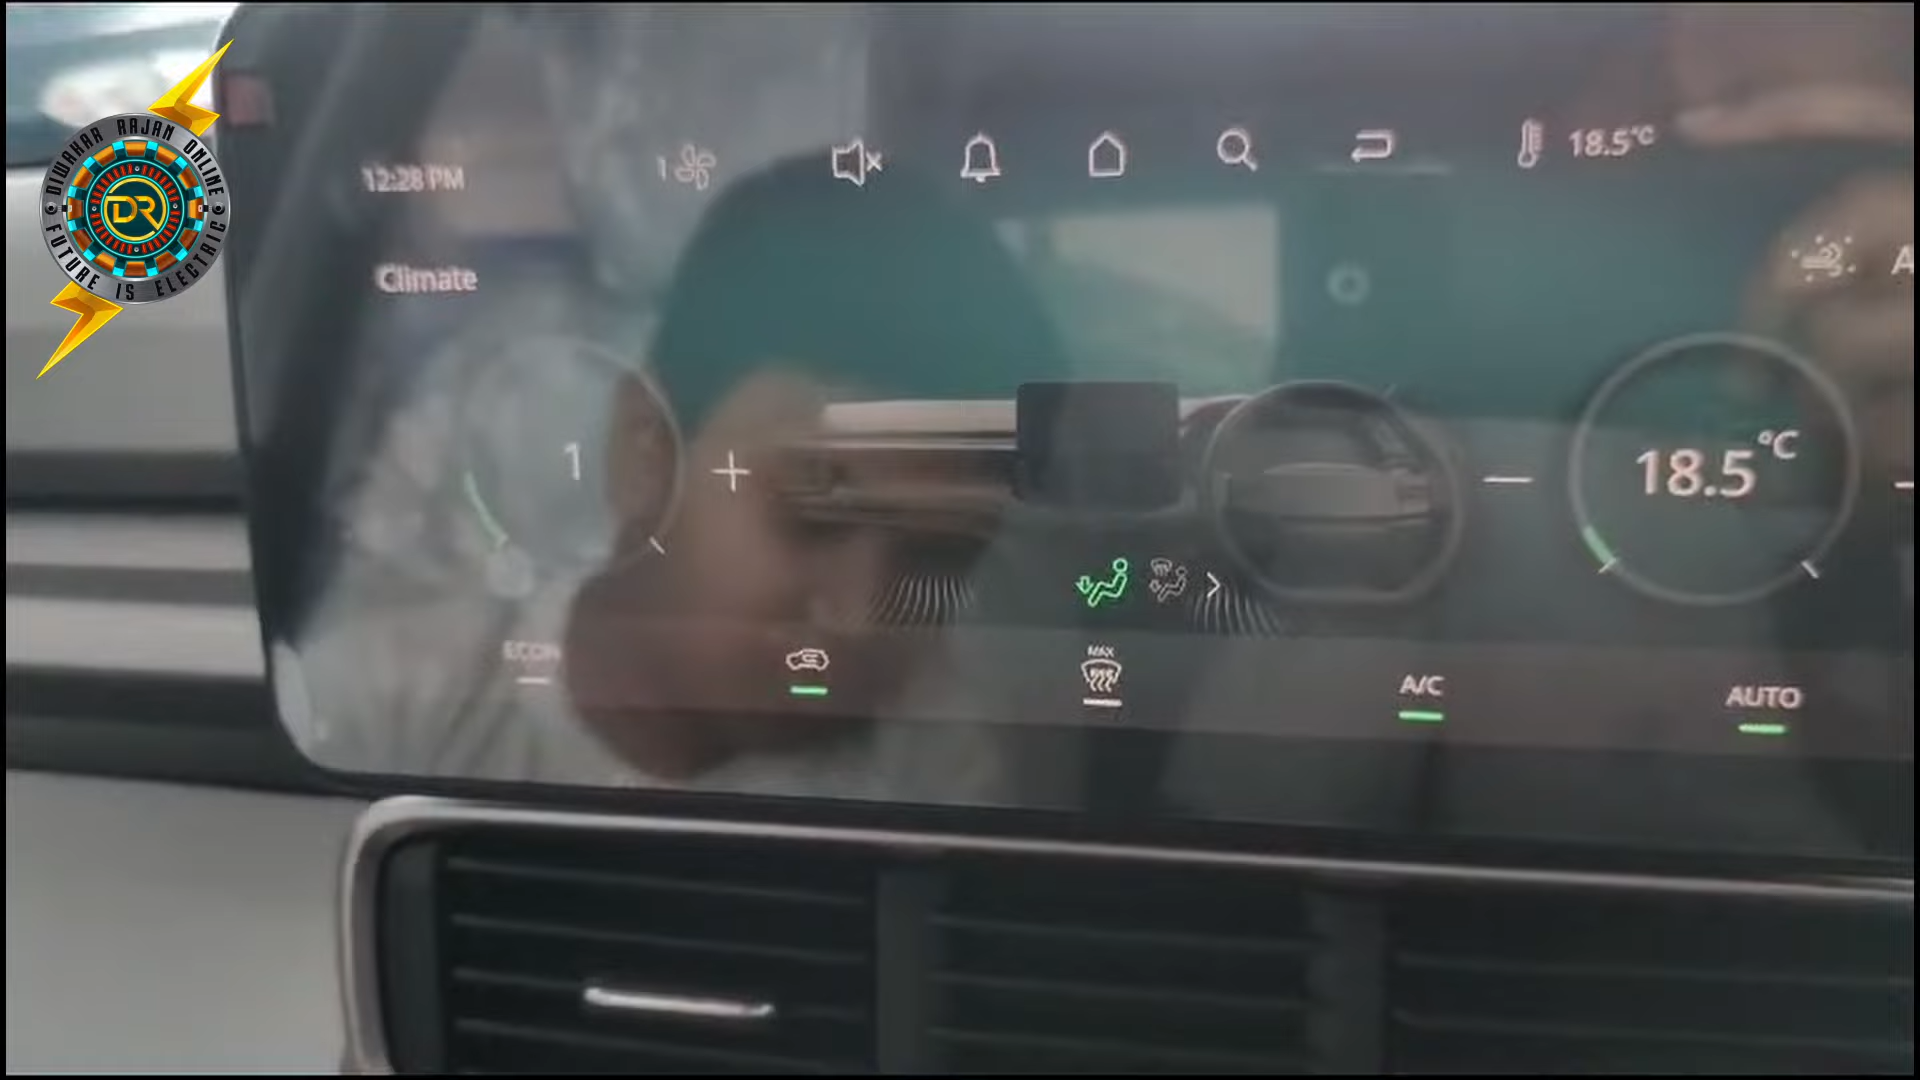 DIWAKAR RAJAN ONLINE
FUTURE IS ELECTRIC
DR
12:28 PM
1
18.5°C
Climate
A
1
+
18.5°C
ECON
MAX
A/C
AUTO